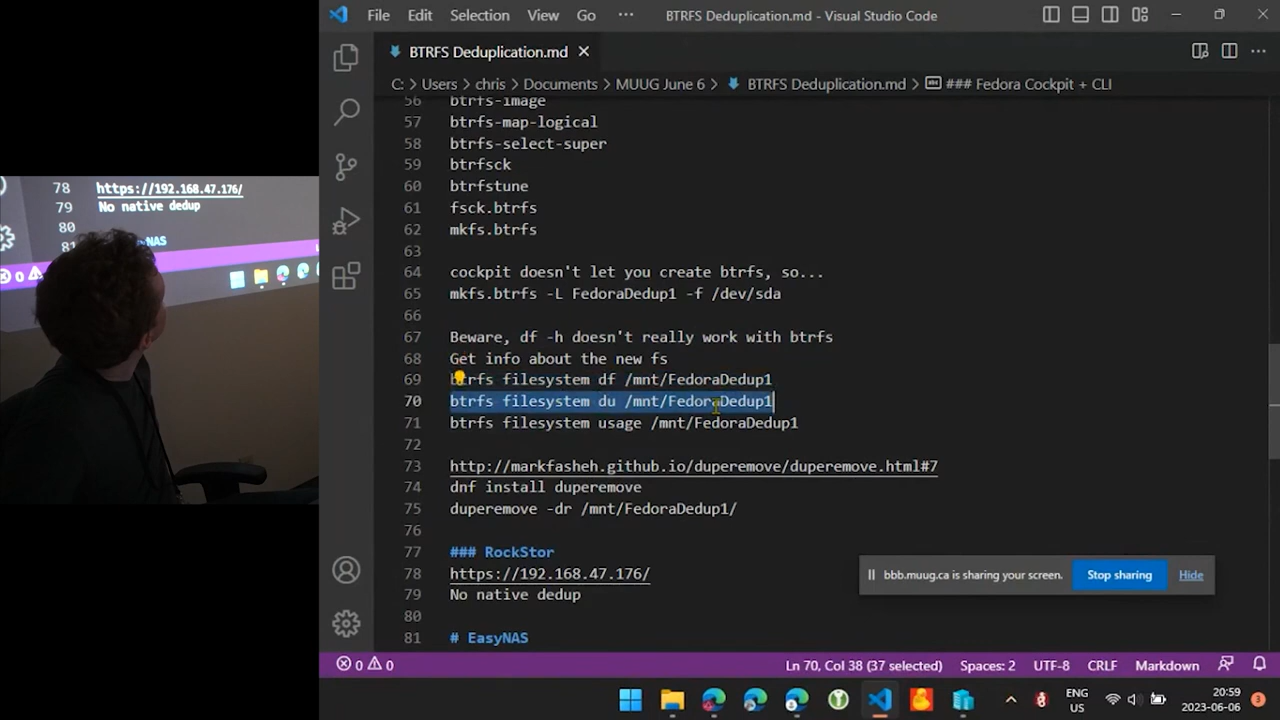 File Edit Selection View Go ··· BTRFS Deduplication.md - Visual Studio Code
BTRFS Deduplication.md
C: > Users > chris > Documents > MUUG June 6 > BTRFS Deduplication.md > ### Fedora Cockpit + CLI
56 btrfs-image
57 btrfs-map-logical
58 btrfs-select-super
59 btrfsck
60 btrfstune
61 fsck.btrfs
62 mkfs.btrfs
63
64 cockpit doesn't let you create btrfs, so...
65 mkfs.btrfs -L FedoraDedup1 -f /dev/sda
66
67 Beware, df -h doesn't really work with btrfs
68 Get info about the new fs
69 btrfs filesystem df /mnt/FedoraDedup1
70 btrfs filesystem du /mnt/FedoraDedup1
71 btrfs filesystem usage /mnt/FedoraDedup1
72
73 http://markfasheh.github.io/duperemove/duperemove.html#7
74 dnf install duperemove
75 duperemove -dr /mnt/FedoraDedup1/
76
77 ### RockStor
78 https://192.168.47.176/
79 No native dedup
80
81 # EasyNAS
bbb.muug.ca is sharing your screen. Stop sharing Hide
0 0 Ln 70, Col 38 (37 selected) Spaces: 2 UTF-8 CRLF Markdown
ENG US 20:59 2023-06-06 3
78 https://192.168.47.176/
79 No native dedup
80
0